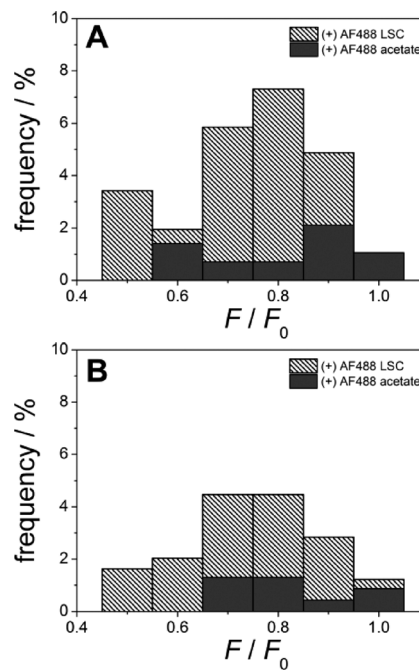 A
(+) AF488 LSC
(+) AF488 acetate
10
8
6
4
2
0
frequency / %
0.4 0.6 0.8 1.0
F / F0
B
(+) AF488 LSC
(+) AF488 acetate
10
8
6
4
2
0
frequency / %
0.4 0.6 0.8 1.0
F / F0